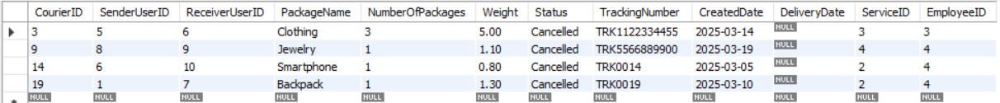 CourierID SenderUserID ReceiverUserID PackageName NumberOfPackages Weight Status TrackingNumber CreatedDate DeliveryDate ServiceID EmployeeID
3 5 6 Clothing 3 5.00 Cancelled TRK1122334455 2025-03-14 NULL 3 3
9 8 9 Jewelry 1 1.10 Cancelled TRK5566889900 2025-03-19 NULL 4 4
14 6 10 Smartphone 1 0.80 Cancelled TRK0014 2025-03-05 NULL 2 4
19 1 7 Backpack 1 1.30 Cancelled TRK0019 2025-03-10 NULL 2 4
NULL NULL NULL NULL NULL NULL NULL NULL NULL NULL NULL NULL